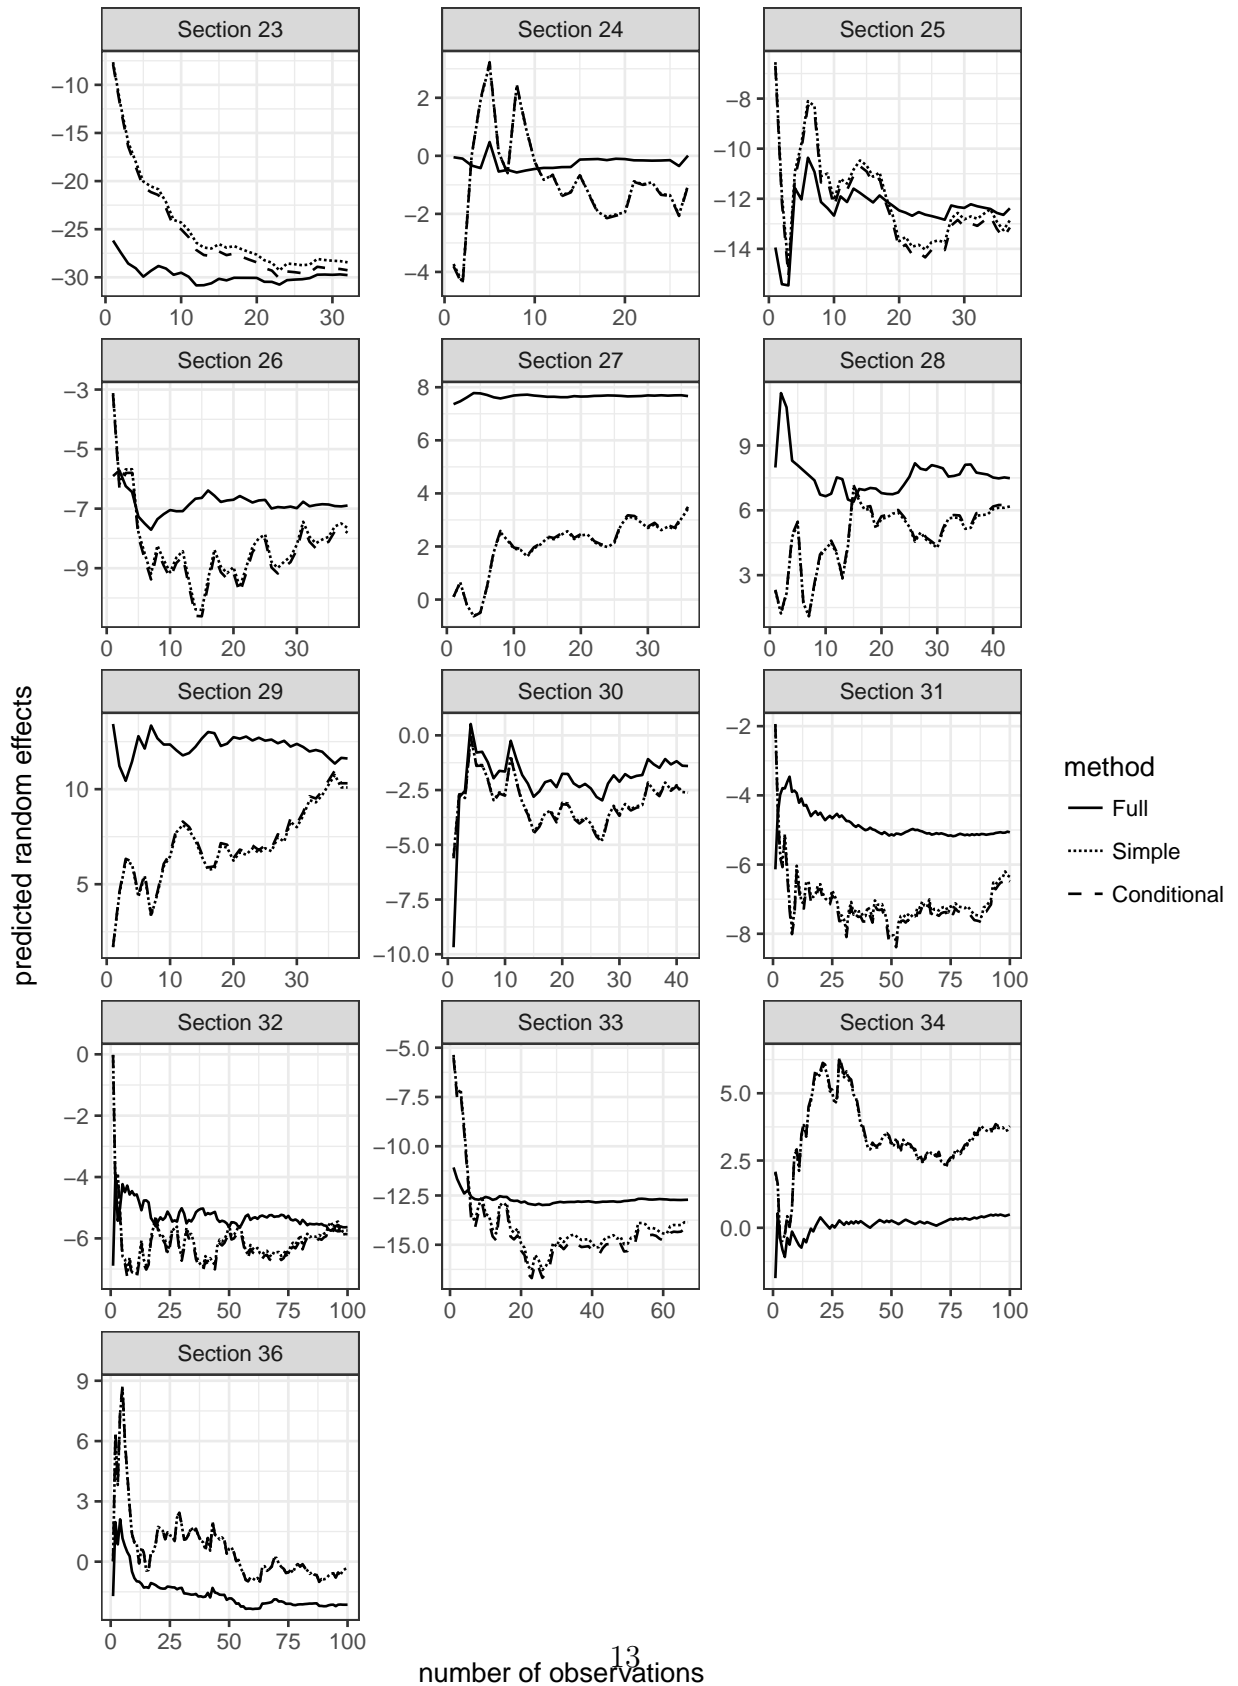 Section 23
Section 24
Section 25
−10
−15
−20
−25
−30
0 10 20 30
2
0
−2
−4
0 10 20
−8
−10
−12
−14
0 10 20 30
Section 26
Section 27
Section 28
−3
−5
−7
−9
0 10 20 30
8
6
4
2
0
0 10 20 30
9
6
3
0 10 20 30 40
Section 29
Section 30
Section 31
10
5
0 10 20 30
0.0
−2.5
−5.0
−7.5
−10.0
0 10 20 30 40
−2
−4
−6
−8
0 25 50 75 100
Section 32
Section 33
Section 34
0
−2
−4
−6
0 25 50 75 100
−5.0
−7.5
−10.0
−12.5
−15.0
0 20 40 60
5.0
2.5
0.0
0 25 50 75 100
Section 36
9
6
3
0
0 25 50 75 100
predicted random effects
number of observations
13
method
Full
Simple
Conditional